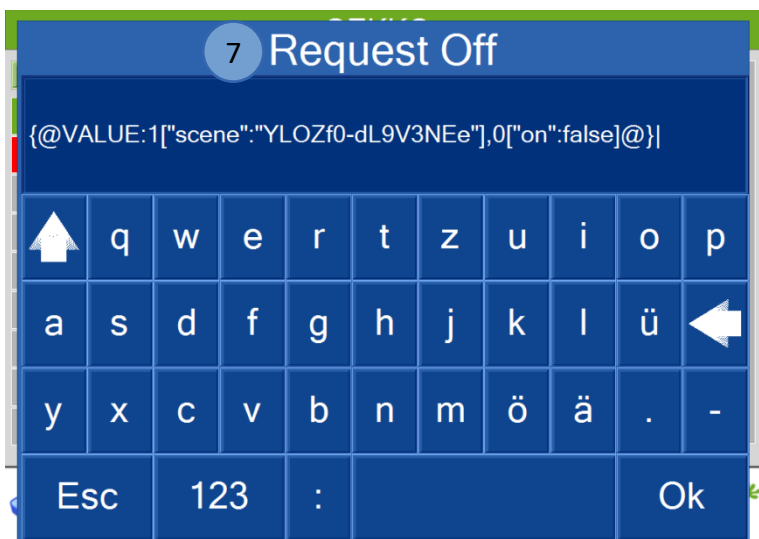 7 Request Off
{@VALUE:1["scene":"YLOZf0-dL9V3NEe"],0["on":false]@}|
q w e r t z u i o p
a s d f g h j k l ü
y x c v b n m ö ä . -
Esc 123 : Ok